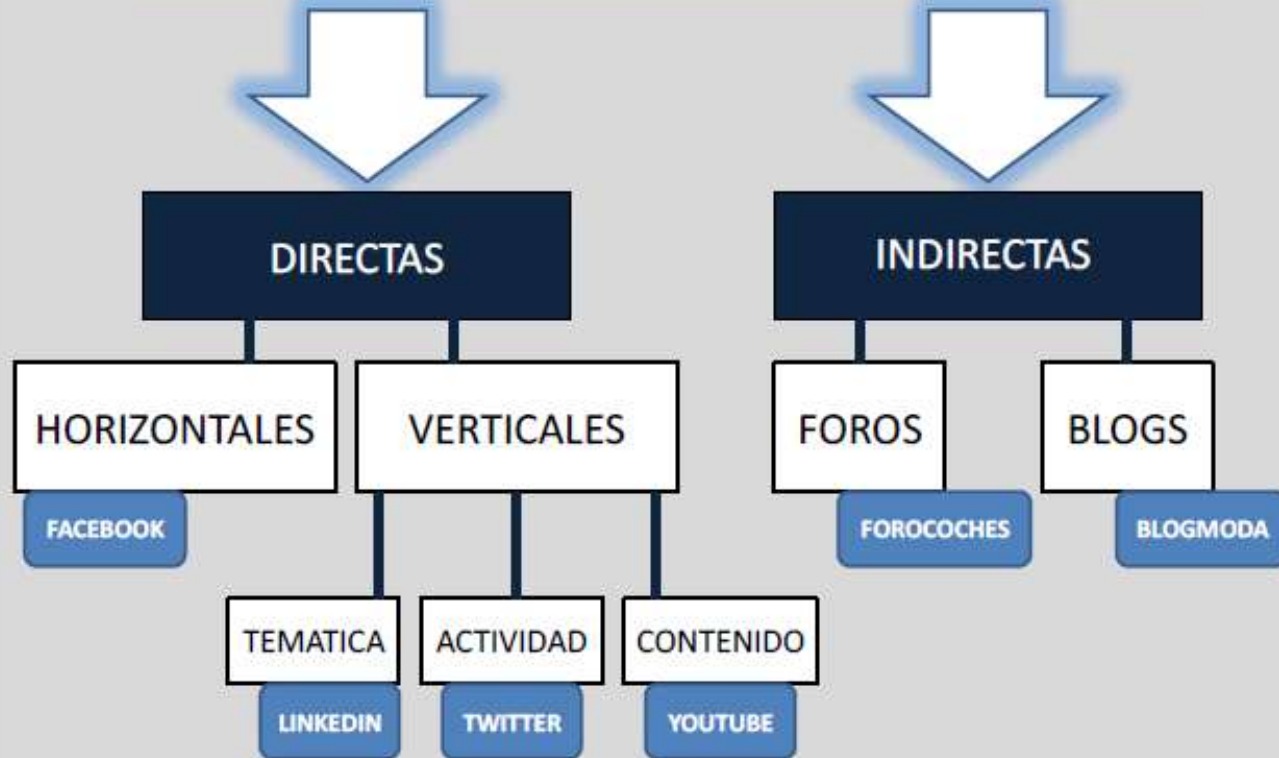 DIRECTAS
INDIRECTAS
HORIZONTALES
VERTICALES
FOROS
BLOGS
FACEBOOK
FOROCOCHES
BLOGMODA
TEMATICA
ACTIVIDAD
CONTENIDO
LINKEDIN
TWITTER
YOUTUBE